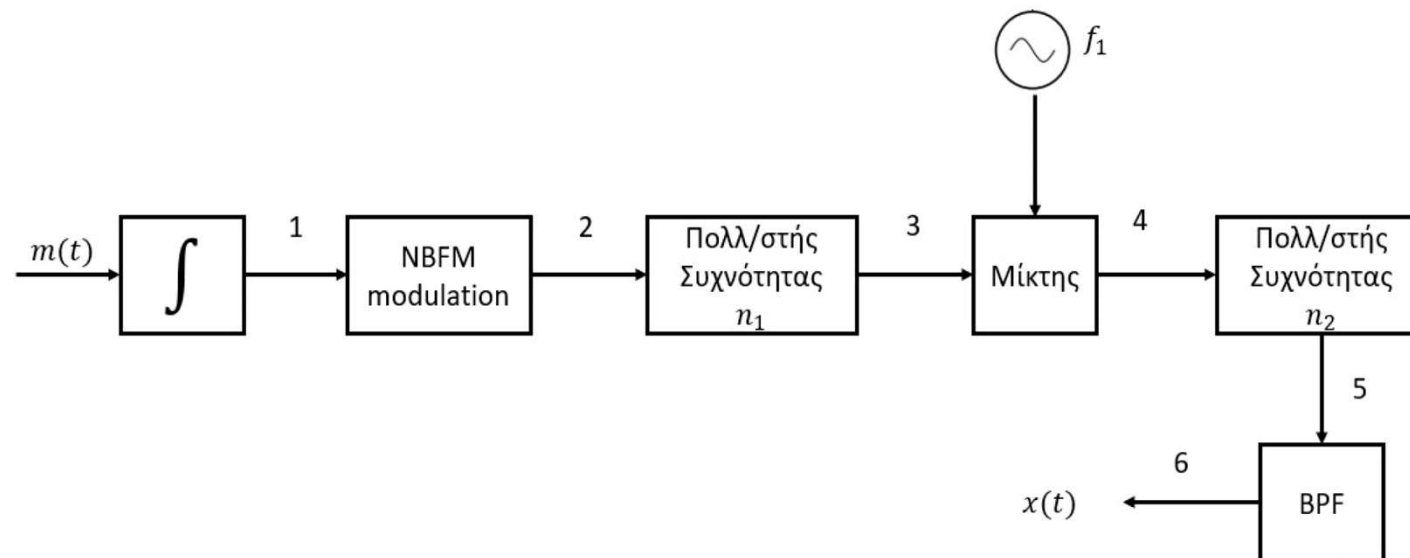 f₁
m(t)
∫
1
NBFM
modulation
2
Πολλ/στής
Συχνότητας
n₁
3
Μίκτης
4
Πολλ/στής
Συχνότητας
n₂
5
BPF
6
x(t)